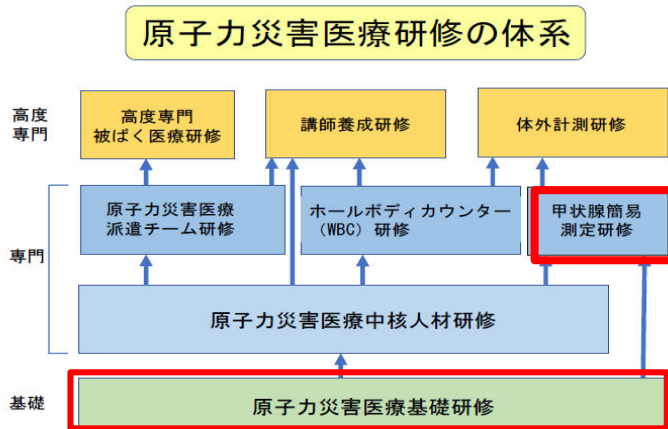 原子力災害医療研修の体系
高度
専門
高度専門
被ばく医療研修
講師養成研修
体外計測研修
専門
原子力災害医療
派遣チーム研修
ホールボディカウンター
（WBC）研修
甲状腺簡易
測定研修
原子力災害医療中核人材研修
基礎
原子力災害医療基礎研修